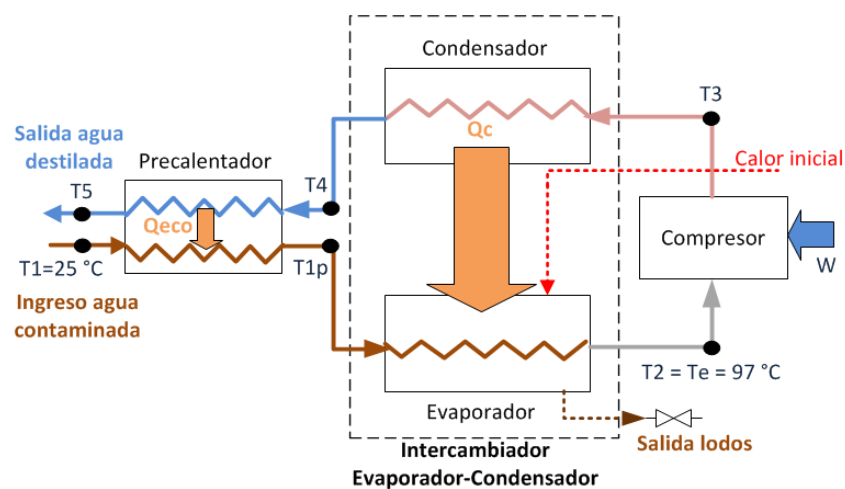 Condensador
T3
Qc
Calor inicial
Salida agua
destilada
Precalentador
T5
T4
Qeco
Compresor
W
T1=25 °C
T1p
Ingreso agua
contaminada
T2 = Te = 97 °C
Evaporador
Salida lodos
Intercambiador
Evaporador-Condensador